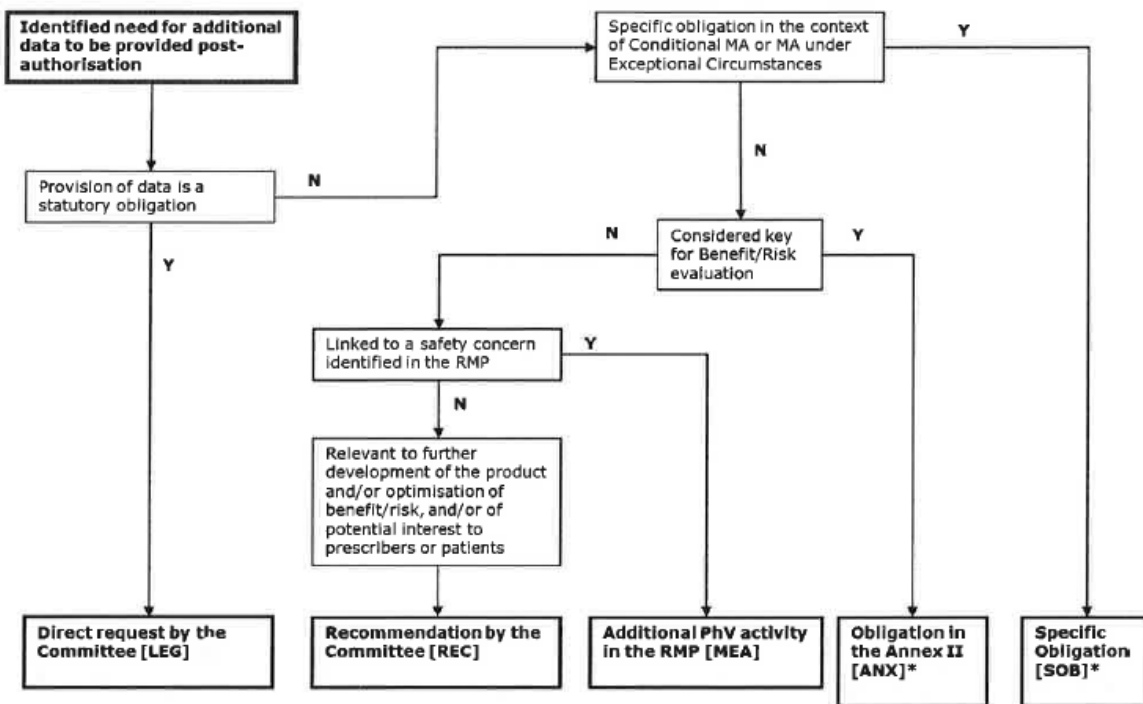 Identified need for additional
data to be provided post-
authorisation
Specific obligation in the context
of Conditional MA or MA under
Exceptional Circumstances
Y
N
Provision of data is a
statutory obligation
N
Y
N
Considered key
for Benefit/Risk
evaluation
Y
Linked to a safety concern
identified in the RMP
Y
N
Relevant to further
development of the product
and/or optimisation of
benefit/risk, and/or of
potential interest to
prescribers or patients
Direct request by the
Committee [LEG]
Recommendation by the
Committee [REC]
Additional PhV activity
in the RMP [MEA]
Obligation in
the Annex II
[ANX]*
Specific
Obligation
[SOB]*